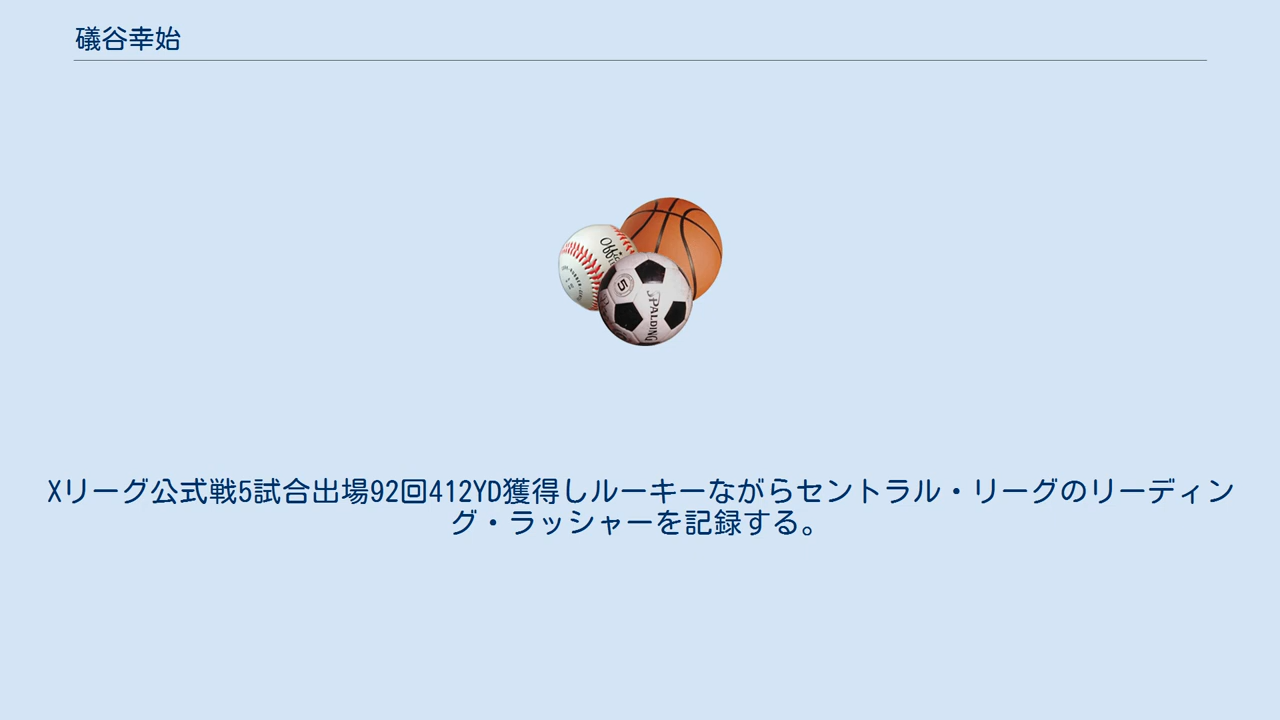 礒谷幸始
Offic
5
SPALDING
Xリーグ公式戦5試合出場92回412YD獲得しルーキーながらセントラル・リーグのリーディン
グ・ラッシャーを記録する。